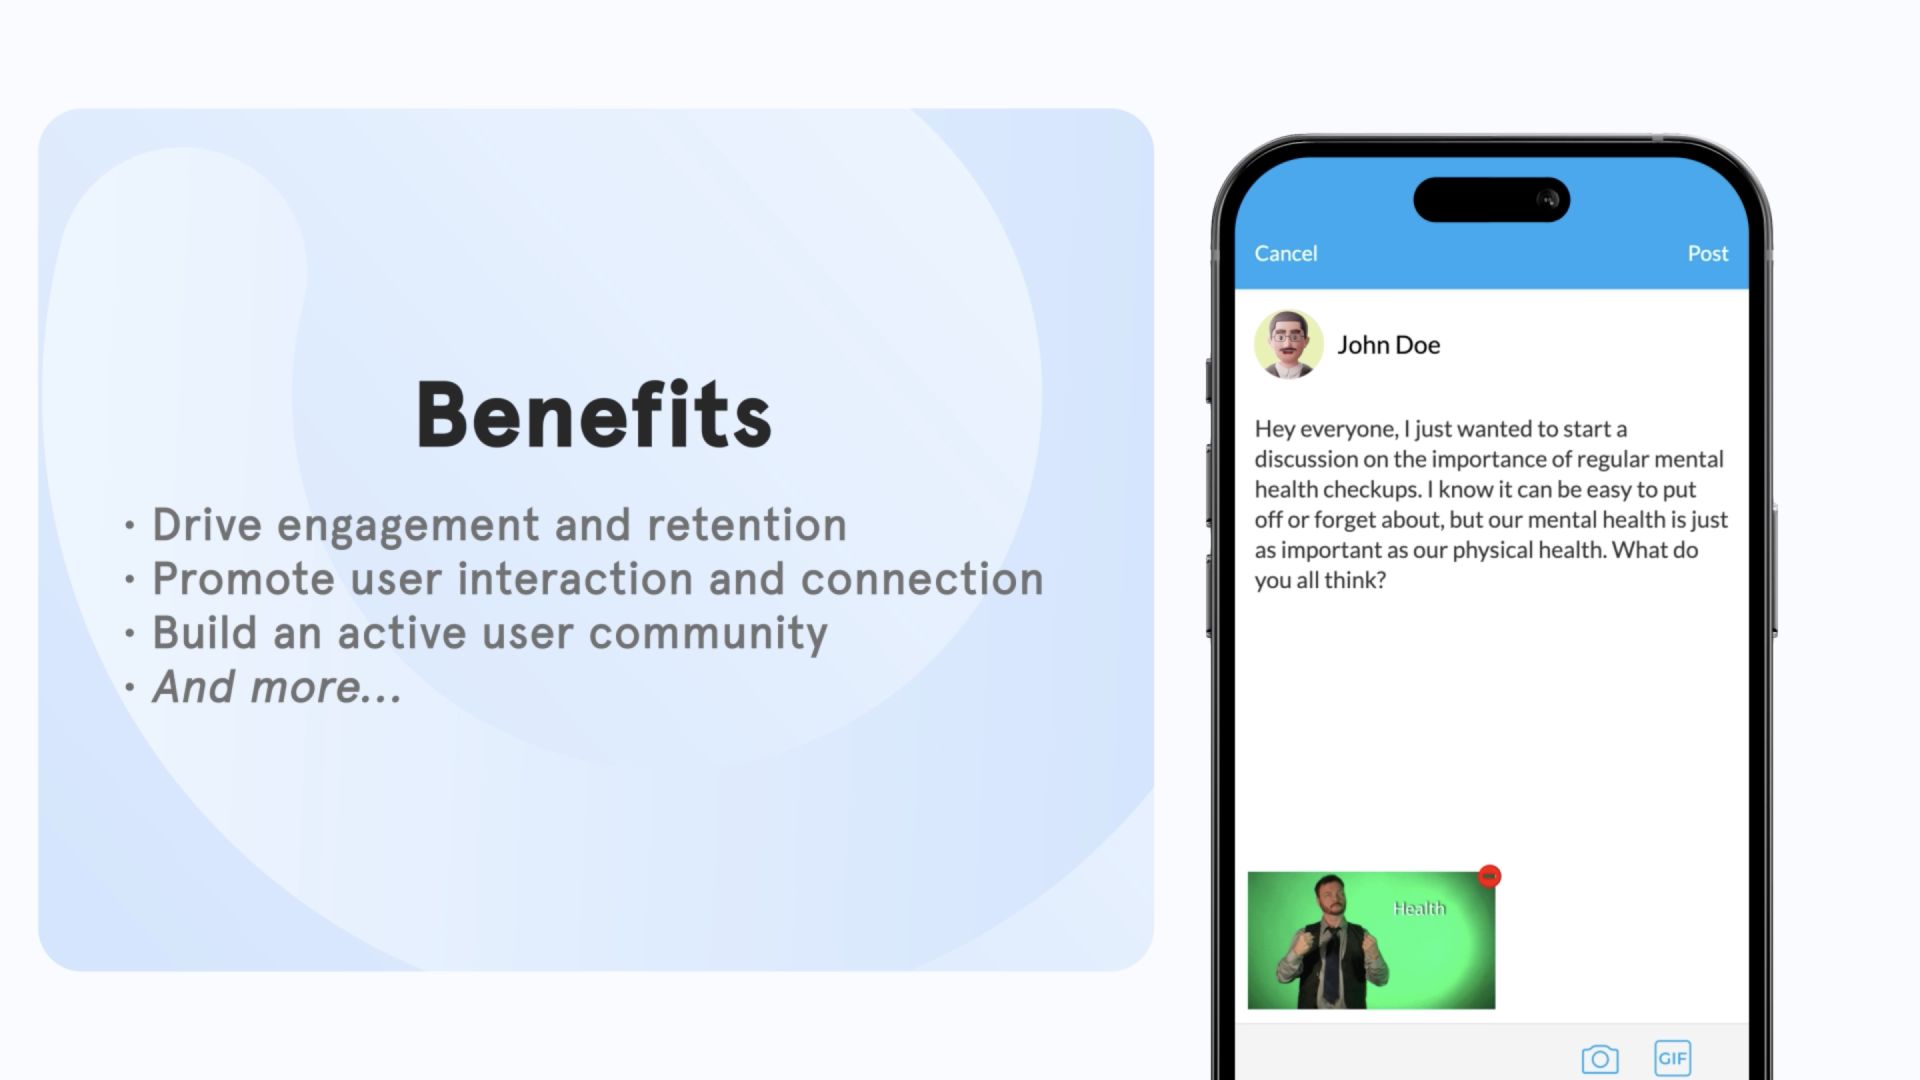 Benefits
• Drive engagement and retention
• Promote user interaction and connection
• Build an active user community
• And more...
Cancel
Post
John Doe
Hey everyone, I just wanted to start a
discussion on the importance of regular mental
health checkups. I know it can be easy to put
off or forget about, but our mental health is just
as important as our physical health. What do
you all think?
Health
GIF